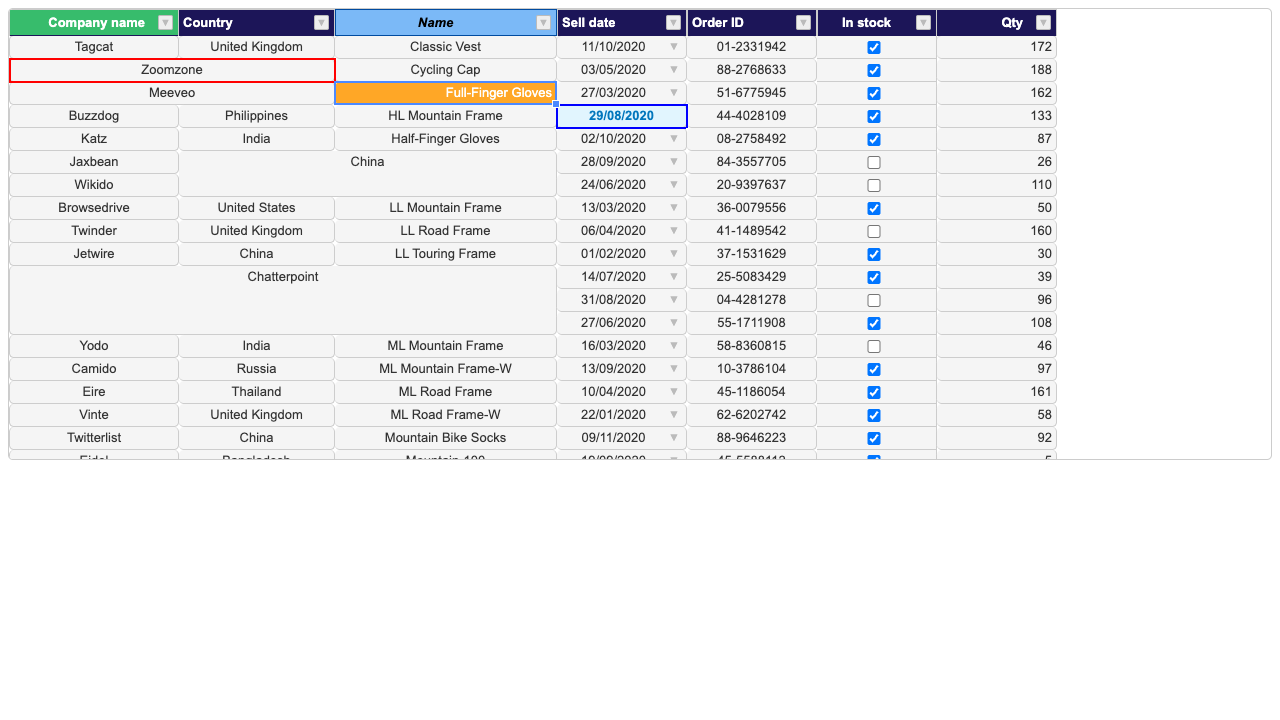 Company name Country Name Sell date Order ID In stock Qty
Tagcat United Kingdom Classic Vest 11/10/2020 01-2331942 172
Zoomzone Cycling Cap 03/05/2020 88-2768633 188
Meeveo Full-Finger Gloves 27/03/2020 51-6775945 162
Buzzdog Philippines HL Mountain Frame 29/08/2020 44-4028109 133
Katz India Half-Finger Gloves 02/10/2020 08-2758492 87
Jaxbean China 28/09/2020 84-3557705 26
Wikido 24/06/2020 20-9397637 110
Browsedrive United States LL Mountain Frame 13/03/2020 36-0079556 50
Twinder United Kingdom LL Road Frame 06/04/2020 41-1489542 160
Jetwire China LL Touring Frame 01/02/2020 37-1531629 30
Chatterpoint 14/07/2020 25-5083429 39
31/08/2020 04-4281278 96
27/06/2020 55-1711908 108
Yodo India ML Mountain Frame 16/03/2020 58-8360815 46
Camido Russia ML Mountain Frame-W 13/09/2020 10-3786104 97
Eire Thailand ML Road Frame 10/04/2020 45-1186054 161
Vinte United Kingdom ML Road Frame-W 22/01/2020 62-6202742 58
Twitterlist China Mountain Bike Socks 09/11/2020 88-9646223 92